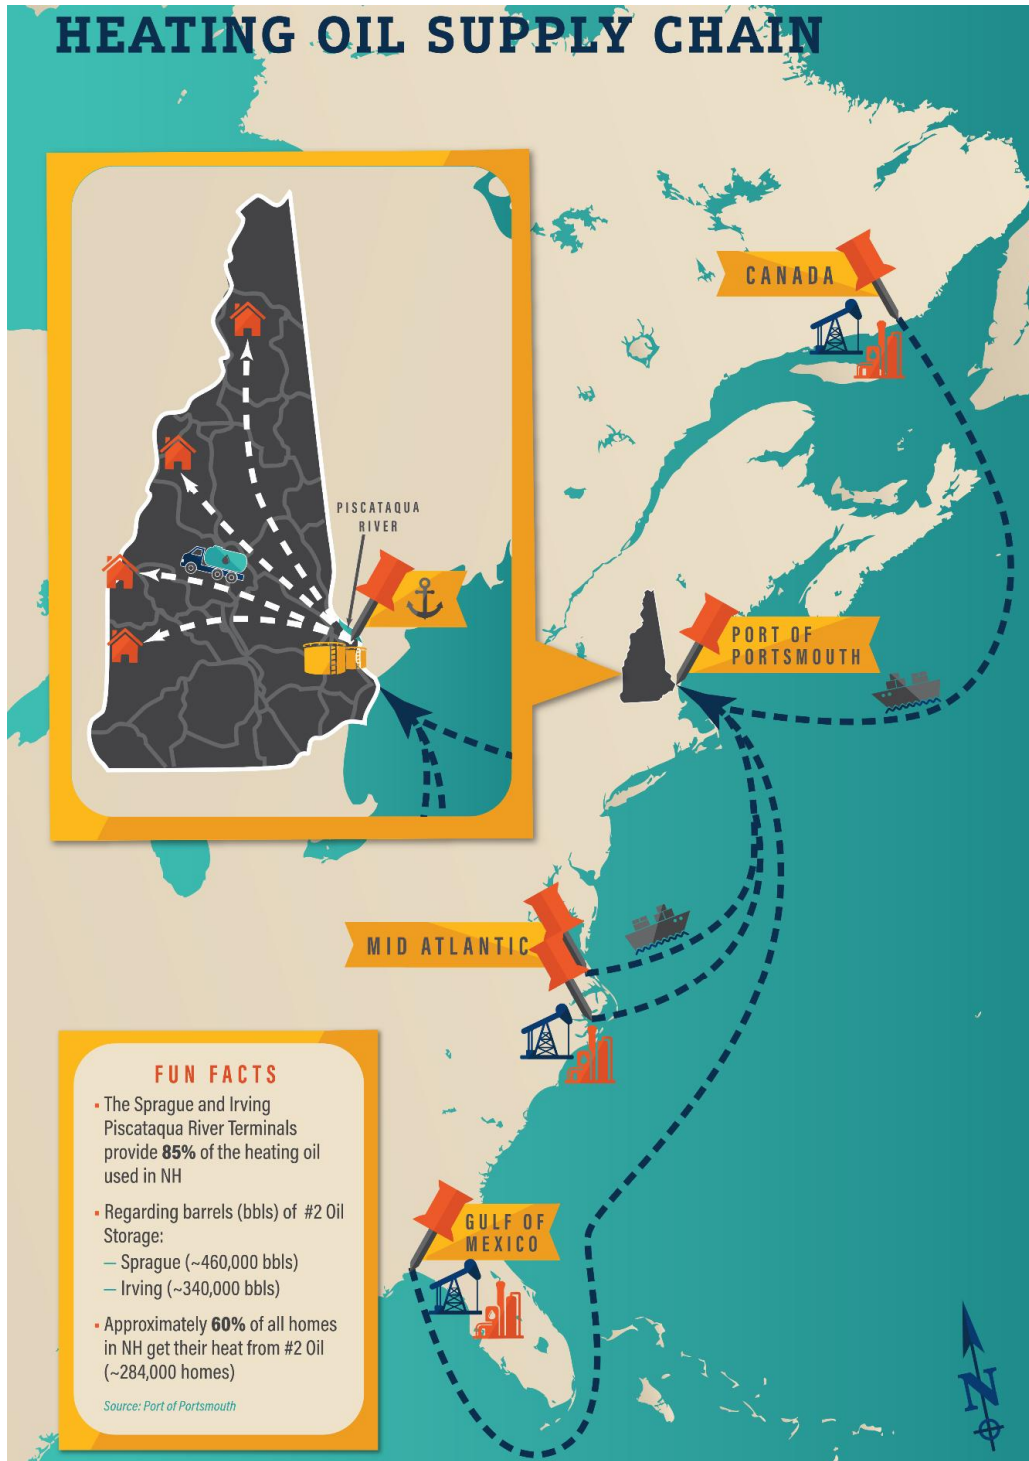 HEATING OIL SUPPLY CHAIN
CANADA
PISCATAQUA
RIVER
PORT OF
PORTSMOUTH
MID ATLANTIC
FUN FACTS
▪ The Sprague and Irving
Piscataqua River Terminals
provide 85% of the heating oil
used in NH
▪ Regarding barrels (bbls) of #2 Oil
Storage:
— Sprague (~460,000 bbls)
— Irving (~340,000 bbls)
▪ Approximately 60% of all homes
in NH get their heat from #2 Oil
(~284,000 homes)
Source: Port of Portsmouth
GULF OF
MEXICO
N